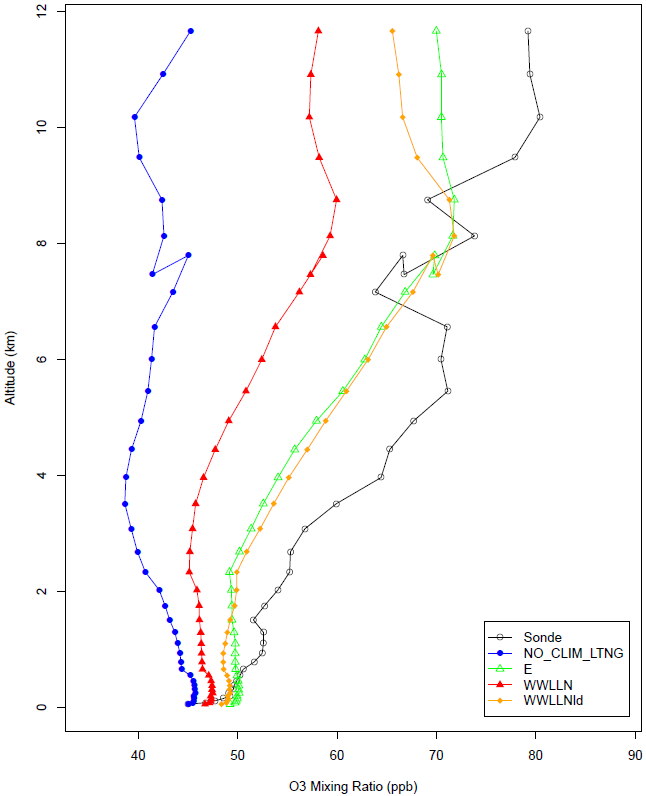 12
10
8
6
4
2
0
Altitude (km)
Sonde
NO_CLIM_LTNG
E
WWLLN
WWLLNld
40 50 60 70 80 90
O3 Mixing Ratio (ppb)